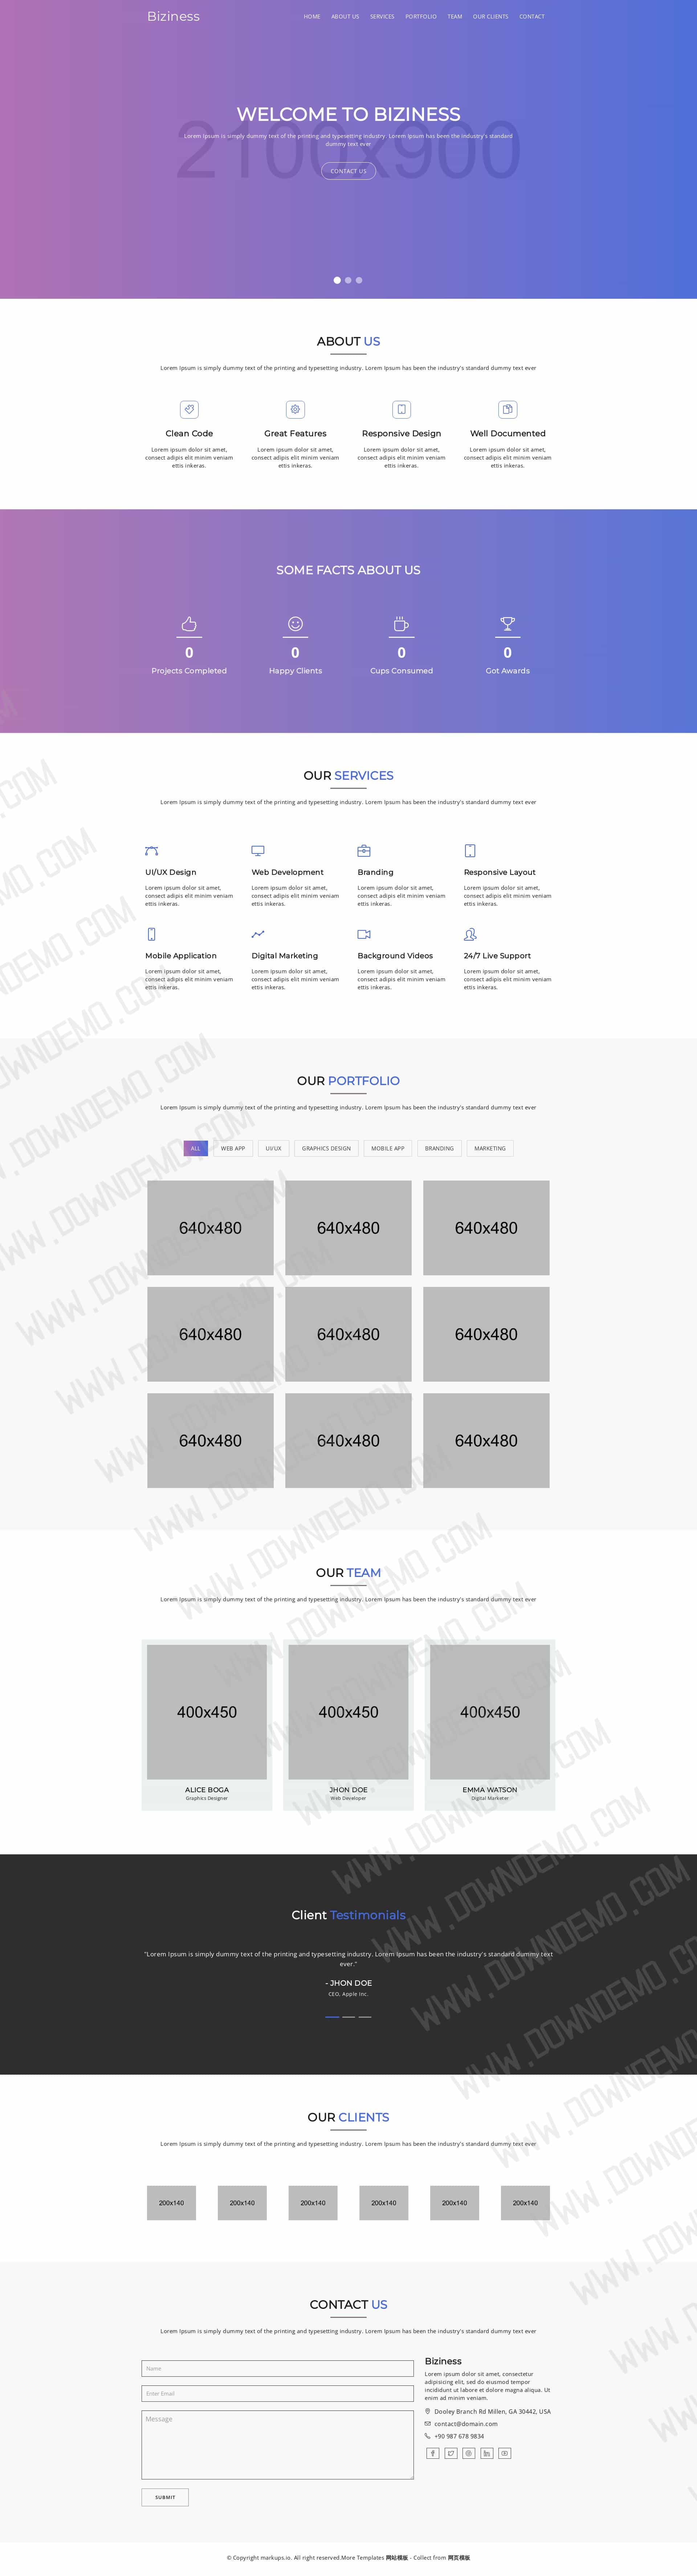 Biziness
HOME ABOUT US SERVICES PORTFOLIO TEAM OUR CLIENTS CONTACT
2100x900
WELCOME TO BIZINESS
Lorem Ipsum is simply dummy text of the printing and typesetting industry. Lorem Ipsum has been the industry's standard
dummy text ever
CONTACT US
ABOUT US
Lorem Ipsum is simply dummy text of the printing and typesetting industry. Lorem Ipsum has been the industry's standard dummy text ever
Clean Code
Lorem ipsum dolor sit amet,
consect adipis elit minim veniam
ettis inkeras.
Great Features
Lorem ipsum dolor sit amet,
consect adipis elit minim veniam
ettis inkeras.
Responsive Design
Lorem ipsum dolor sit amet,
consect adipis elit minim veniam
ettis inkeras.
Well Documented
Lorem ipsum dolor sit amet,
consect adipis elit minim veniam
ettis inkeras.
SOME FACTS ABOUT US
0
Projects Completed
0
Happy Clients
0
Cups Consumed
0
Got Awards
OUR SERVICES
Lorem Ipsum is simply dummy text of the printing and typesetting industry. Lorem Ipsum has been the industry's standard dummy text ever
UI/UX Design
Lorem ipsum dolor sit amet,
consect adipis elit minim veniam
ettis inkeras.
Web Development
Lorem ipsum dolor sit amet,
consect adipis elit minim veniam
ettis inkeras.
Branding
Lorem ipsum dolor sit amet,
consect adipis elit minim veniam
ettis inkeras.
Responsive Layout
Lorem ipsum dolor sit amet,
consect adipis elit minim veniam
ettis inkeras.
Mobile Application
Lorem ipsum dolor sit amet,
consect adipis elit minim veniam
ettis inkeras.
Digital Marketing
Lorem ipsum dolor sit amet,
consect adipis elit minim veniam
ettis inkeras.
Background Videos
Lorem ipsum dolor sit amet,
consect adipis elit minim veniam
ettis inkeras.
24/7 Live Support
Lorem ipsum dolor sit amet,
consect adipis elit minim veniam
ettis inkeras.
OUR PORTFOLIO
Lorem Ipsum is simply dummy text of the printing and typesetting industry. Lorem Ipsum has been the industry's standard dummy text ever
ALL WEB APP UI/UX GRAPHICS DESIGN MOBILE APP BRANDING MARKETING
640x480 640x480 640x480
640x480 640x480 640x480
640x480 640x480 640x480
OUR TEAM
Lorem Ipsum is simply dummy text of the printing and typesetting industry. Lorem Ipsum has been the industry's standard dummy text ever
400x450
ALICE BOGA
Graphics Designer
400x450
JHON DOE
Web Developer
400x450
EMMA WATSON
Digital Marketer
Client Testimonials
"Lorem Ipsum is simply dummy text of the printing and typesetting industry. Lorem Ipsum has been the industry's standard dummy text
ever."
- JHON DOE
CEO, Apple Inc.
OUR CLIENTS
Lorem Ipsum is simply dummy text of the printing and typesetting industry. Lorem Ipsum has been the industry's standard dummy text ever
200x140 200x140 200x140 200x140 200x140 200x140
CONTACT US
Lorem Ipsum is simply dummy text of the printing and typesetting industry. Lorem Ipsum has been the industry's standard dummy text ever
Name
Enter Email
Message
SUBMIT
Biziness
Lorem ipsum dolor sit amet, consectetur
adipisicing elit, sed do eiusmod tempor
incididunt ut labore et dolore magna aliqua. Ut
enim ad minim veniam.
Dooley Branch Rd Millen, GA 30442, USA
contact@domain.com
+90 987 678 9834
© Copyright markups.io. All right reserved.More Templates 网站模板 - Collect from 网页模板
WWW.DOWNDEMO.COM